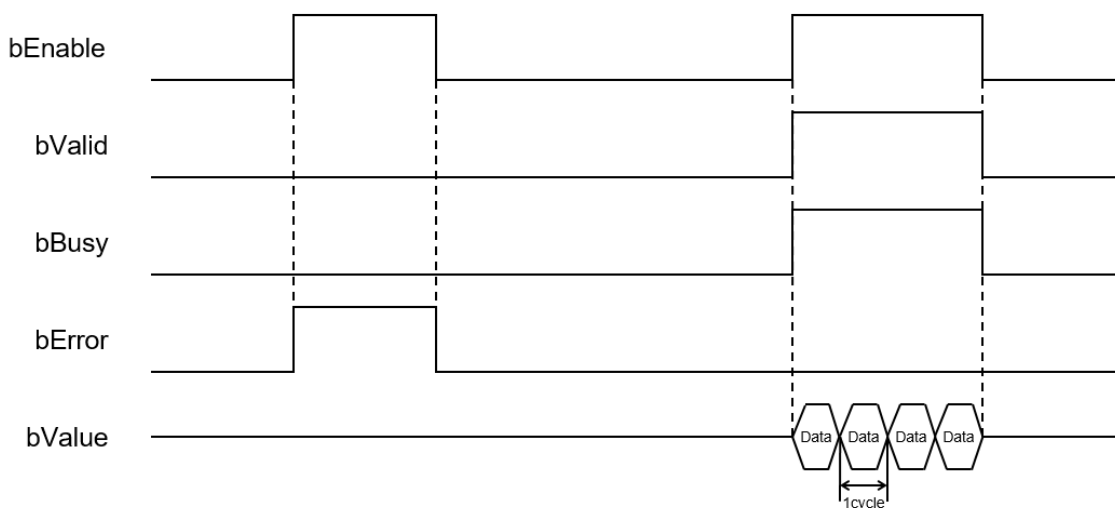 bEnable
bValid
bBusy
bError
bValue
Data Data Data Data
1cycle